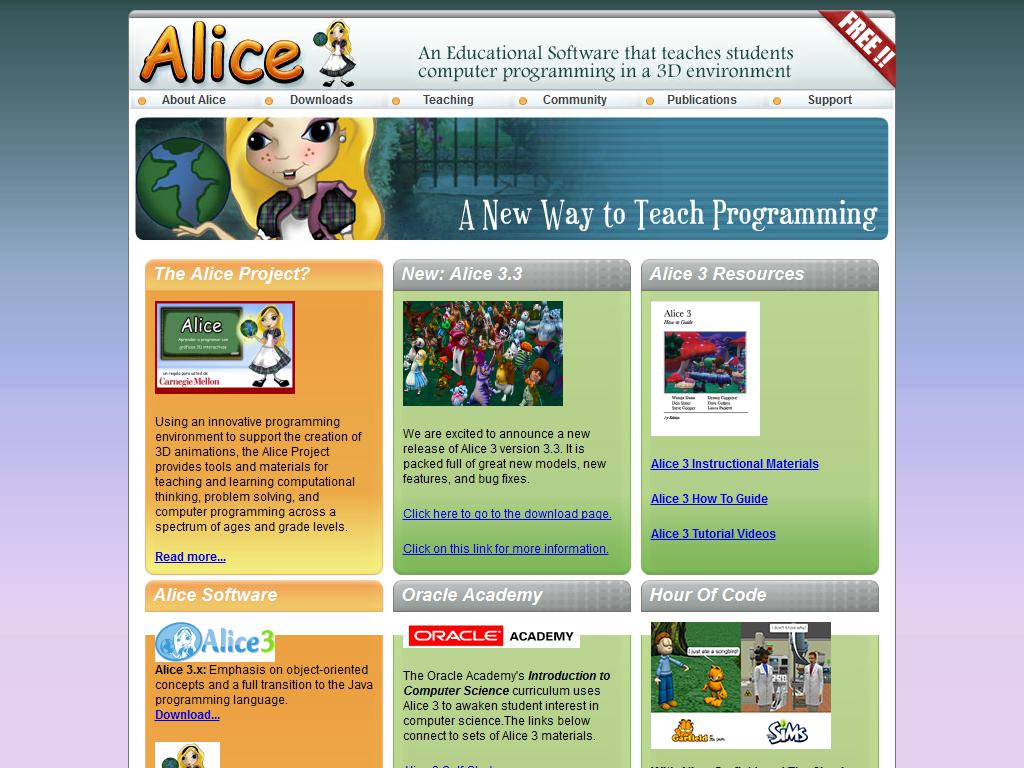 Alice
An Educational Software that teaches students
computer programming in a 3D environment
FREE !!
About Alice
Downloads
Teaching
Community
Publications
Support
A New Way to Teach Programming
The Alice Project?
Alice
Aprender a programar con
gráficos 3D interactivos
un regalo para usted de
Carnegie Mellon
Using an innovative programming
environment to support the creation of
3D animations, the Alice Project
provides tools and materials for
teaching and learning computational
thinking, problem solving, and
computer programming across a
spectrum of ages and grade levels.
Read more...
New: Alice 3.3
We are excited to announce a new
release of Alice 3 version 3.3. It is
packed full of great new models, new
features, and bug fixes.
Click here to go to the download page.
Click on this link for more information.
Alice 3 Resources
Alice 3
How to Guide
Alice 3 Instructional Materials
Alice 3 How To Guide
Alice 3 Tutorial Videos
Alice Software
Alice3
Alice 3.x: Emphasis on object-oriented
concepts and a full transition to the Java
programming language.
Download...
Oracle Academy
ORACLE ACADEMY
The Oracle Academy's Introduction to
Computer Science curriculum uses
Alice 3 to awaken student interest in
computer science.The links below
connect to sets of Alice 3 materials.
Hour Of Code
I just ate a songbird!
I don't know why!
Garfield
SiMS